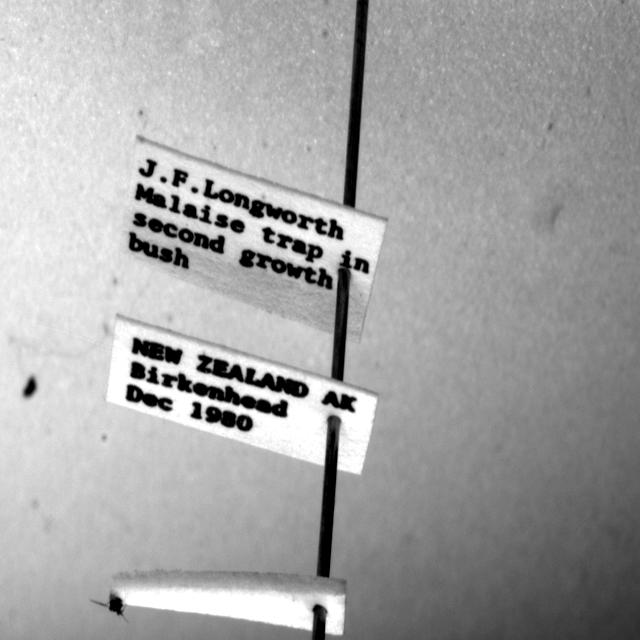 J.F.Longworth
Malaise trap in
second growth
bush
NEW ZEALAND AK
Birkenhead
Dec 1980